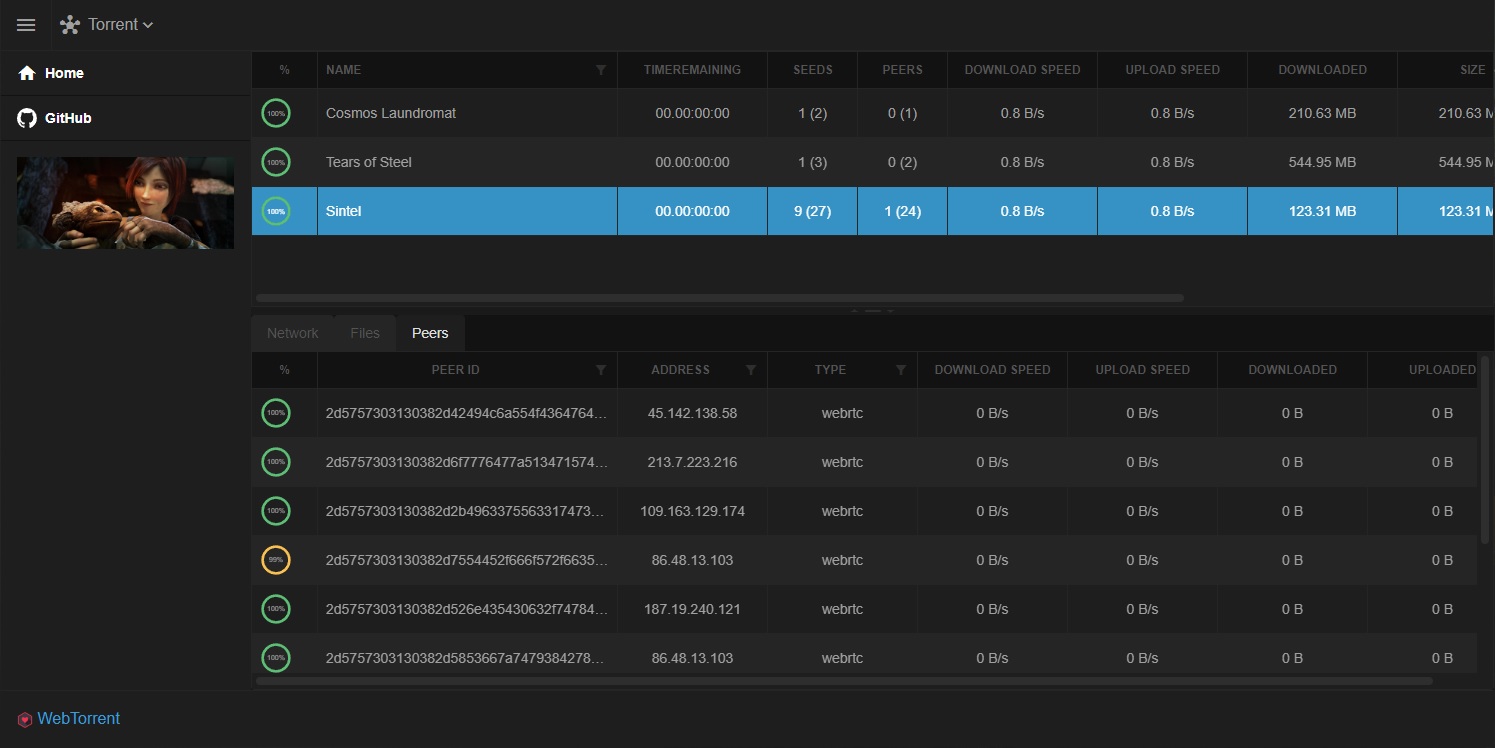 Torrent
Home
GitHub
% NAME TIMEREMAINING SEEDS PEERS DOWNLOAD SPEED UPLOAD SPEED DOWNLOADED SIZE
100% Cosmos Laundromat 00.00:00:00 1 (2) 0 (1) 0.8 B/s 0.8 B/s 210.63 MB 210.63 M
100% Tears of Steel 00.00:00:00 1 (3) 0 (2) 0.8 B/s 0.8 B/s 544.95 MB 544.95 M
100% Sintel 00.00:00:00 9 (27) 1 (24) 0.8 B/s 0.8 B/s 123.31 MB 123.31 M
Network Files Peers
% PEER ID ADDRESS TYPE DOWNLOAD SPEED UPLOAD SPEED DOWNLOADED UPLOADED
100% 2d5757303130382d42494c6a554f4364764... 45.142.138.58 webrtc 0 B/s 0 B/s 0 B 0 B
100% 2d5757303130382d6f7776477a513471574... 213.7.223.216 webrtc 0 B/s 0 B/s 0 B 0 B
100% 2d5757303130382d2b4963375563317473... 109.163.129.174 webrtc 0 B/s 0 B/s 0 B 0 B
99% 2d5757303130382d7554452f666f572f6635... 86.48.13.103 webrtc 0 B/s 0 B/s 0 B 0 B
100% 2d5757303130382d526e435430632f74784... 187.19.240.121 webrtc 0 B/s 0 B/s 0 B 0 B
100% 2d5757303130382d5853667a7479384278... 86.48.13.103 webrtc 0 B/s 0 B/s 0 B 0 B
WebTorrent